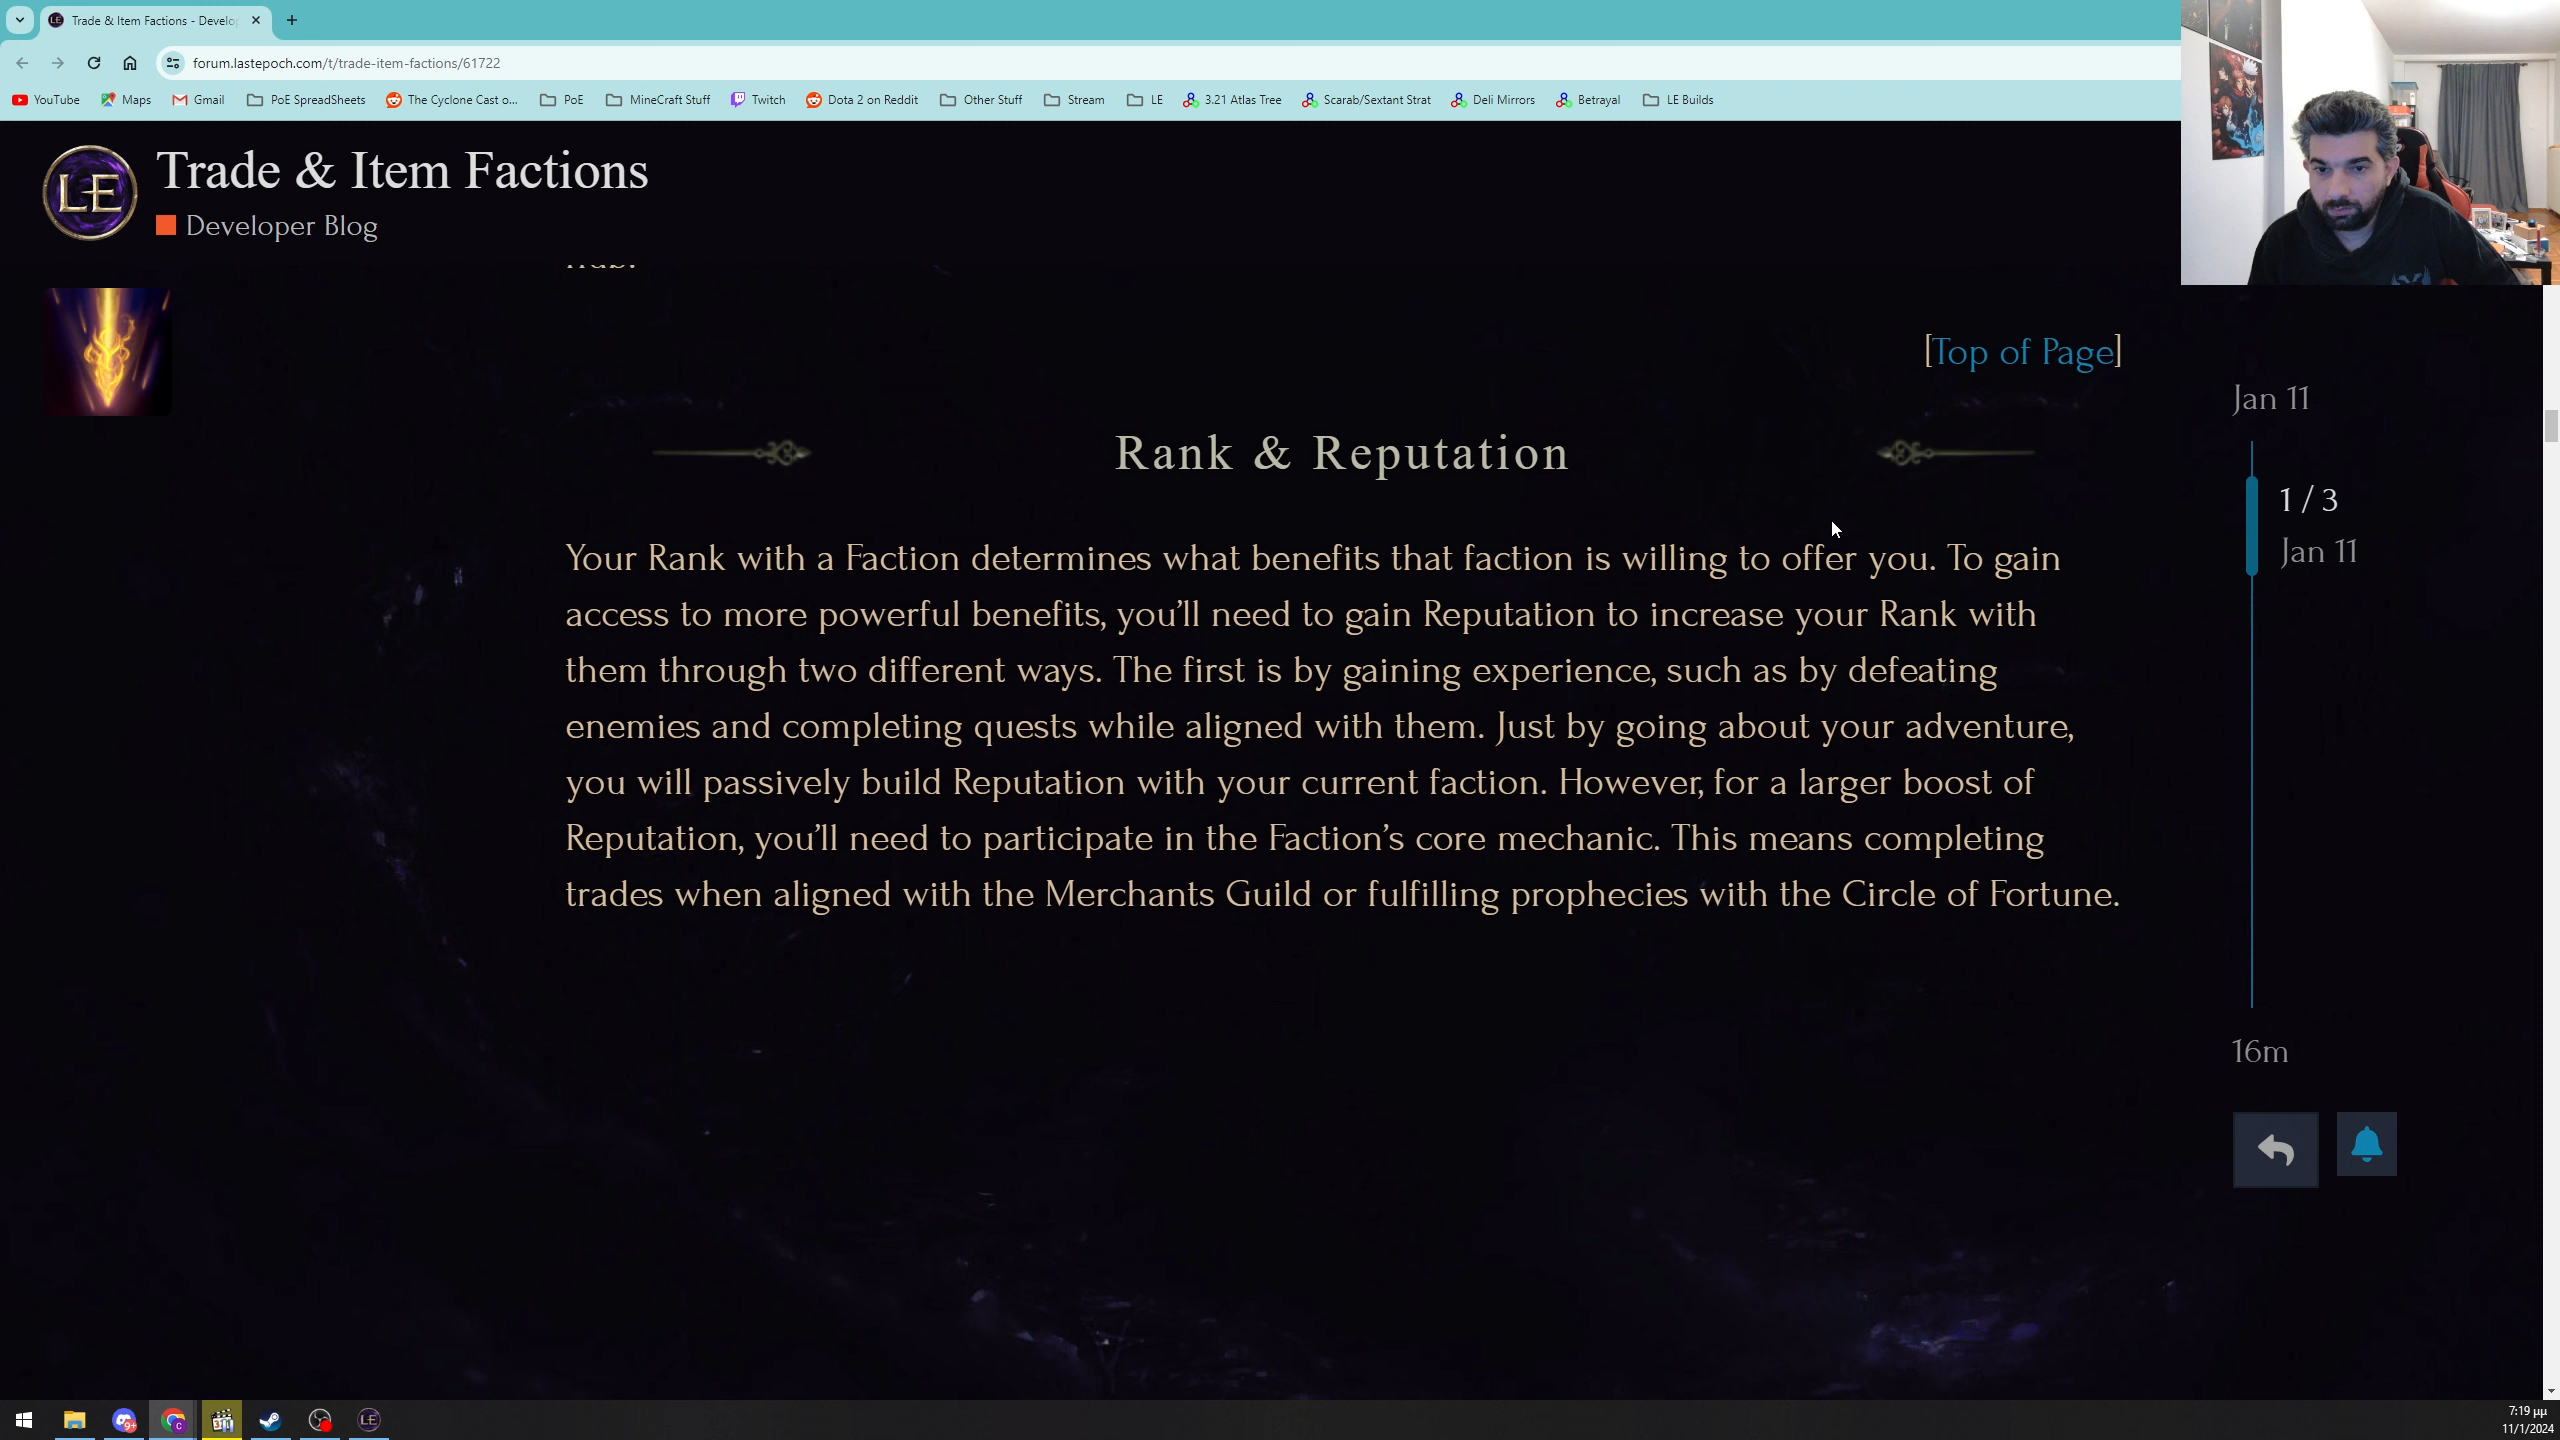 Trade & Item Factions - Develop
forum.lastepoch.com/t/trade-item-factions/61722
YouTube Maps Gmail PoE SpreadSheets The Cyclone Cast o... PoE MineCraft Stuff Twitch Dota 2 on Reddit Other Stuff Stream LE 3.21 Atlas Tree Scarab/Sextant Strat Deli Mirrors Betrayal LE Builds
LE
Trade & Item Factions
Developer Blog
[Top of Page]
Jan 11
Rank & Reputation
1 / 3
Jan 11
Your Rank with a Faction determines what benefits that faction is willing to offer you. To gain
access to more powerful benefits, you’ll need to gain Reputation to increase your Rank with
them through two different ways. The first is by gaining experience, such as by defeating
enemies and completing quests while aligned with them. Just by going about your adventure,
you will passively build Reputation with your current faction. However, for a larger boost of
Reputation, you’ll need to participate in the Faction’s core mechanic. This means completing
trades when aligned with the Merchants Guild or fulfilling prophecies with the Circle of Fortune.
16m
9+
LE
7:19 μμ
11/1/2024